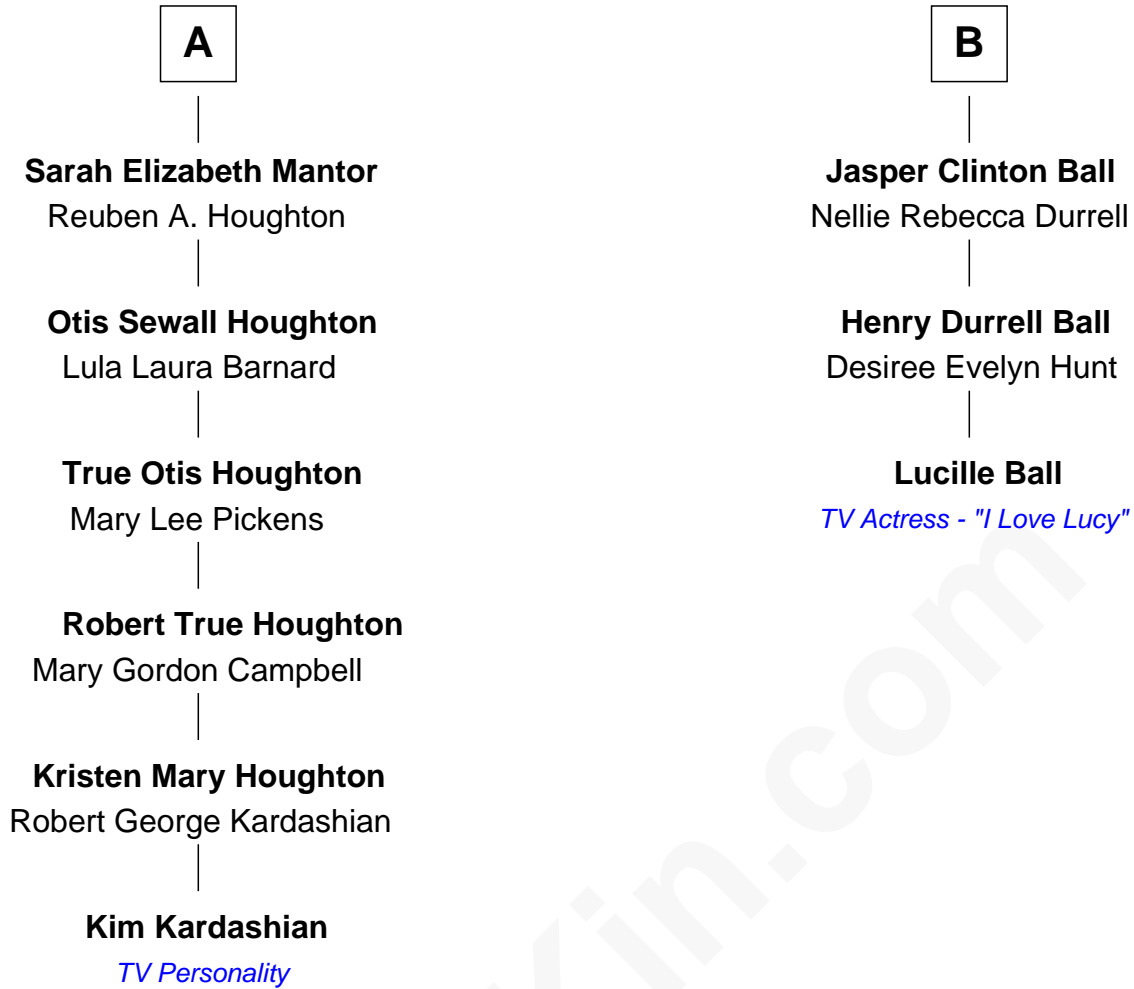 A
Sarah Elizabeth Mantor
Reuben A. Houghton
Otis Sewall Houghton
Lula Laura Barnard
True Otis Houghton
Mary Lee Pickens
Robert True Houghton
Mary Gordon Campbell
Kristen Mary Houghton
Robert George Kardashian
Kim Kardashian
TV Personality
B
Jasper Clinton Ball
Nellie Rebecca Durrell
Henry Durrell Ball
Desiree Evelyn Hunt
Lucille Ball
TV Actress - "I Love Lucy"
Kin.com